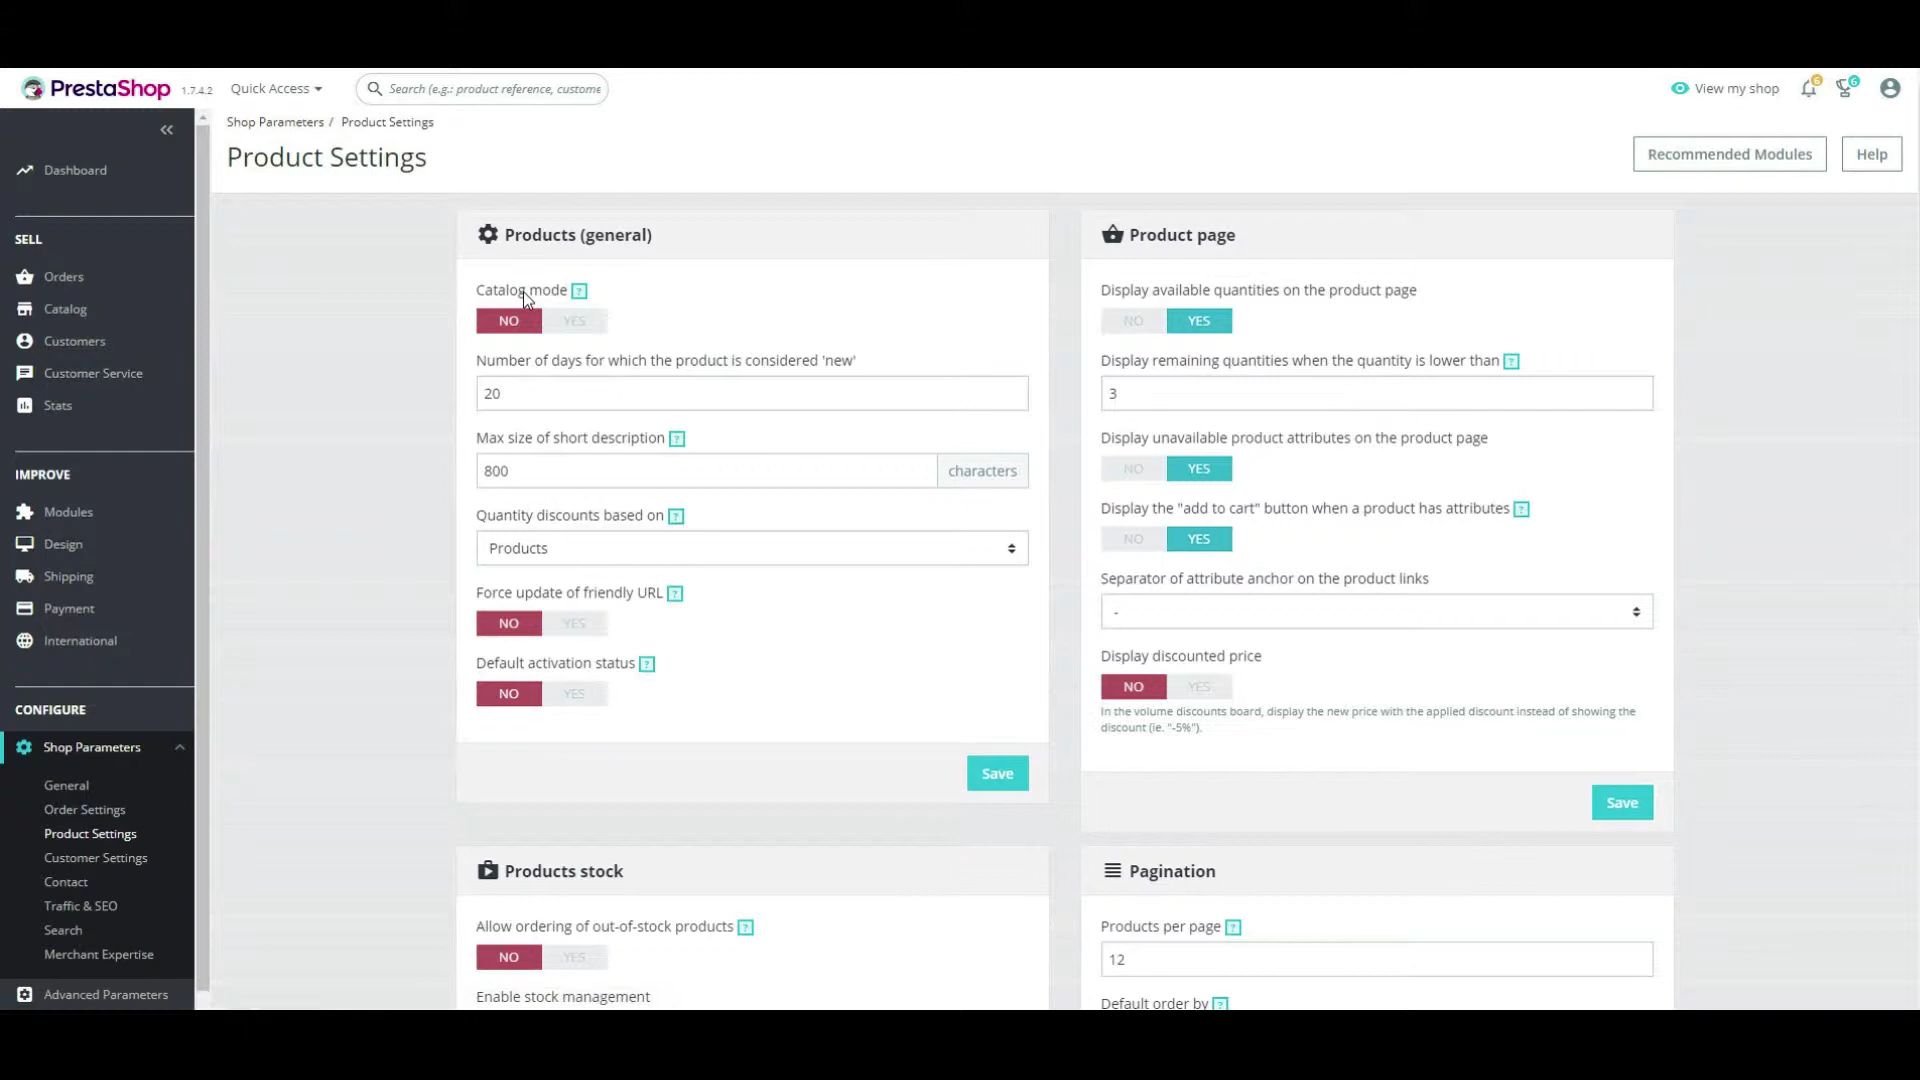 PrestaShop 1.7.4.2 Quick Access Search (e.g.: product reference, custome View my shop 6 6
Shop Parameters / Product Settings
Product Settings
Recommended Modules Help
Dashboard
SELL
Orders
Catalog
Customers
Customer Service
Stats
IMPROVE
Modules
Design
Shipping
Payment
International
CONFIGURE
Shop Parameters
General
Order Settings
Product Settings
Customer Settings
Contact
Traffic & SEO
Search
Merchant Expertise
Advanced Parameters
Products (general)
Catalog mode ?
NO YES
Number of days for which the product is considered 'new'
20
Max size of short description ?
800 characters
Quantity discounts based on ?
Products
Force update of friendly URL ?
NO YES
Default activation status ?
NO YES
Save
Product page
Display available quantities on the product page
NO YES
Display remaining quantities when the quantity is lower than ?
3
Display unavailable product attributes on the product page
NO YES
Display the "add to cart" button when a product has attributes ?
NO YES
Separator of attribute anchor on the product links
-
Display discounted price
NO YES
In the volume discounts board, display the new price with the applied discount instead of showing the
discount (ie. "-5%").
Save
Products stock
Allow ordering of out-of-stock products ?
NO YES
Enable stock management
Pagination
Products per page ?
12
Default order by ?